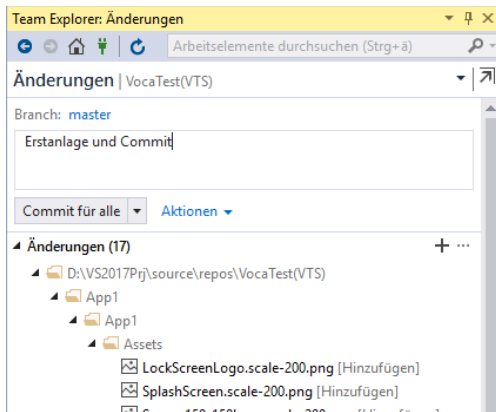 Team Explorer: Änderungen
Arbeitselemente durchsuchen (Strg+ä)
Änderungen | VocaTest(VTS)
Branch: master
Erstanlage und Commit
Commit für alle Aktionen
Änderungen (17)
D:\VS2017Prj\source\repos\VocaTest(VTS)
App1
App1
Assets
LockScreenLogo.scale-200.png [Hinzufügen]
SplashScreen.scale-200.png [Hinzufügen]